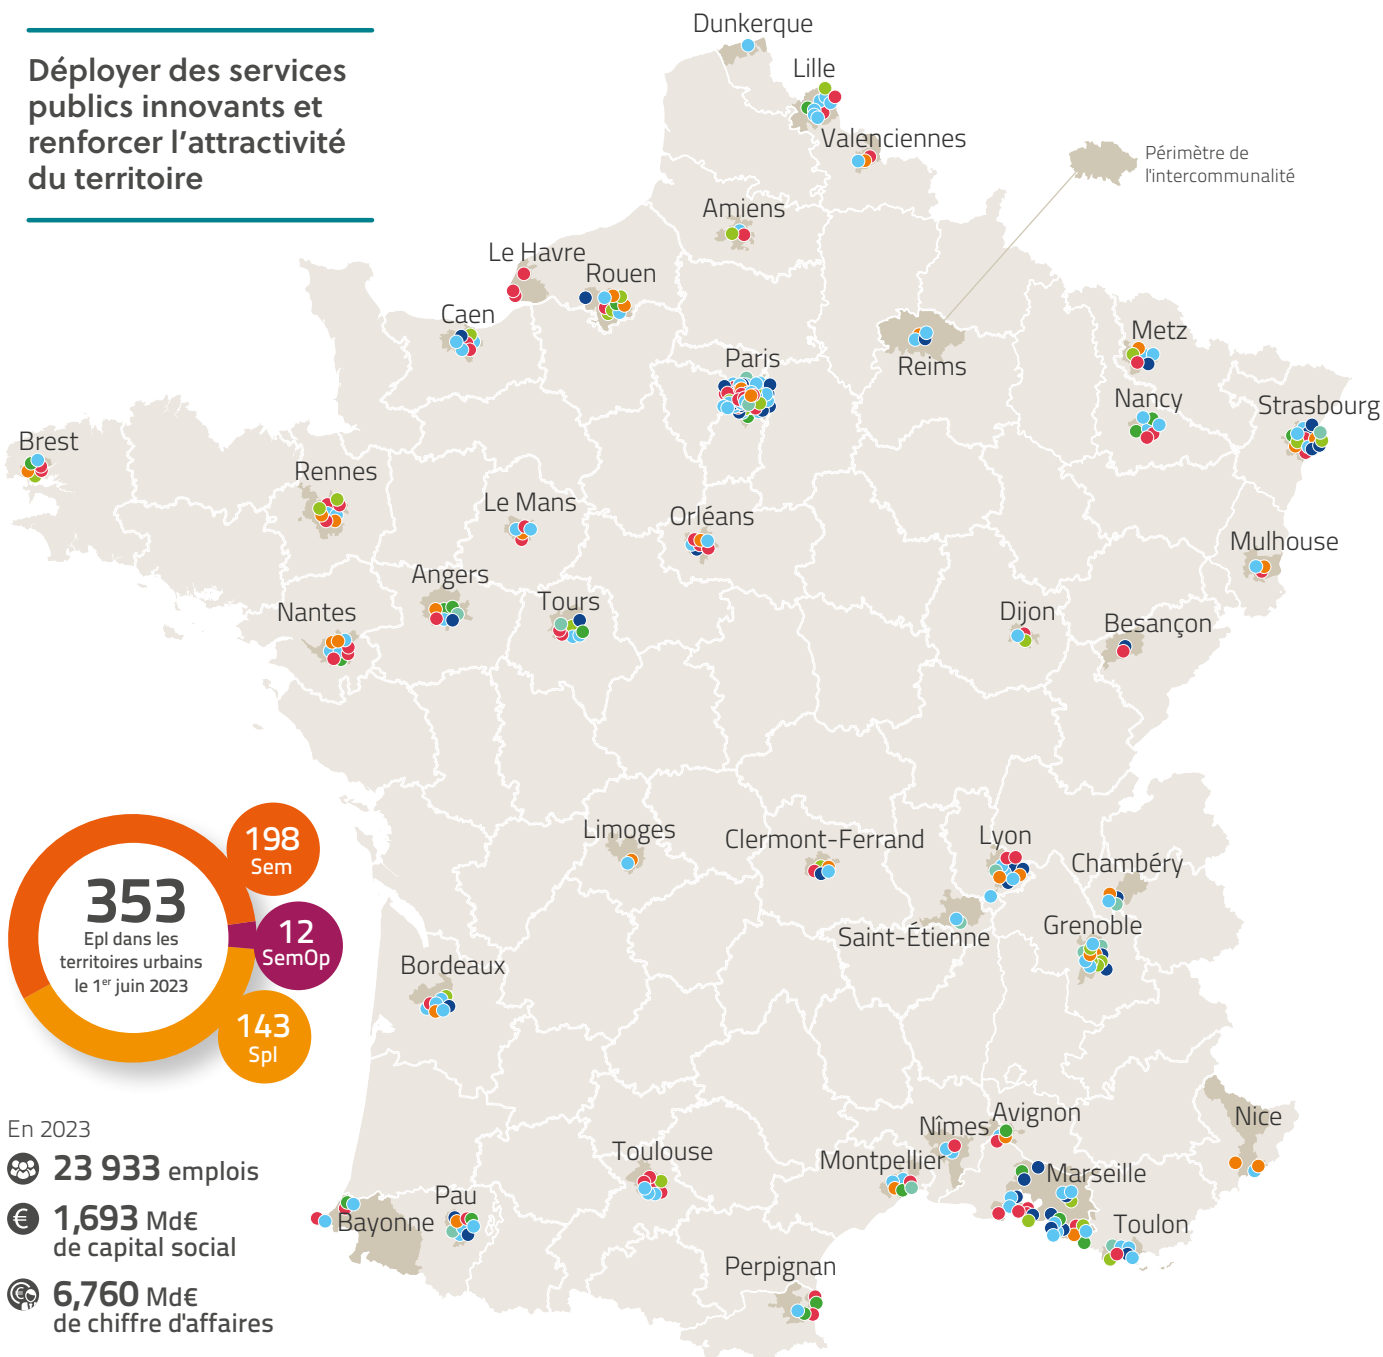 Déployer des services
publics innovants et
renforcer l'attractivité
du territoire
Dunkerque
Lille
Valenciennes
Périmètre de
l'intercommunalité
Amiens
Le Havre
Rouen
Caen
Paris
Reims
Metz
Nancy
Strasbourg
Brest
Rennes
Le Mans
Orléans
Mulhouse
Angers
Nantes
Tours
Dijon
Besançon
Limoges
Clermont-Ferrand
Lyon
Chambéry
Saint-Étienne
Grenoble
Bordeaux
198
Sem
353
Epl dans les
territoires urbains
le 1er juin 2023
12
SemOp
143
Spl
Nice
Avignon
Nîmes
Toulouse
Montpellier
Marseille
Pau
Bayonne
Toulon
Perpignan
En 2023
23 933 emplois
1,693 Md€
de capital social
6,760 Md€
de chiffre d'affaires